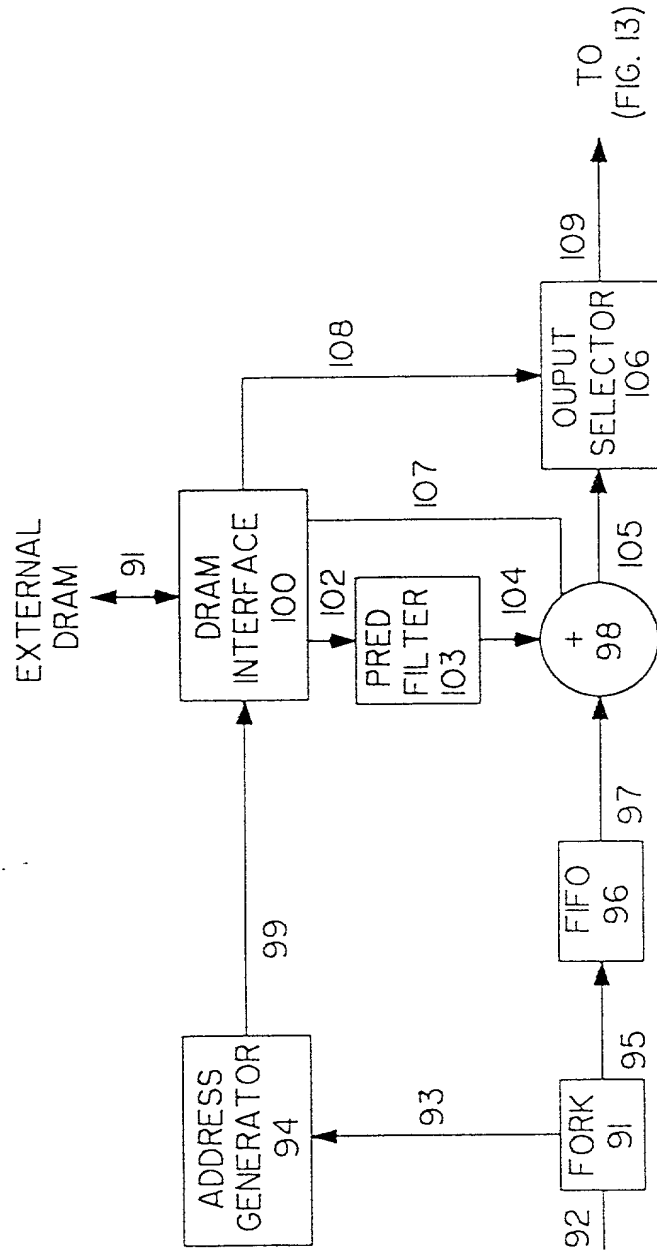 EXTERNAL
DRAM
91
ADDRESS
GENERATOR
94
99
DRAM
INTERFACE
100
108
93
102
107
PRED
FILTER
103
104
92
FORK
91
95
FIFO
96
97
+
98
105
OUPUT
SELECTOR
106
109
TO
(FIG. 13)